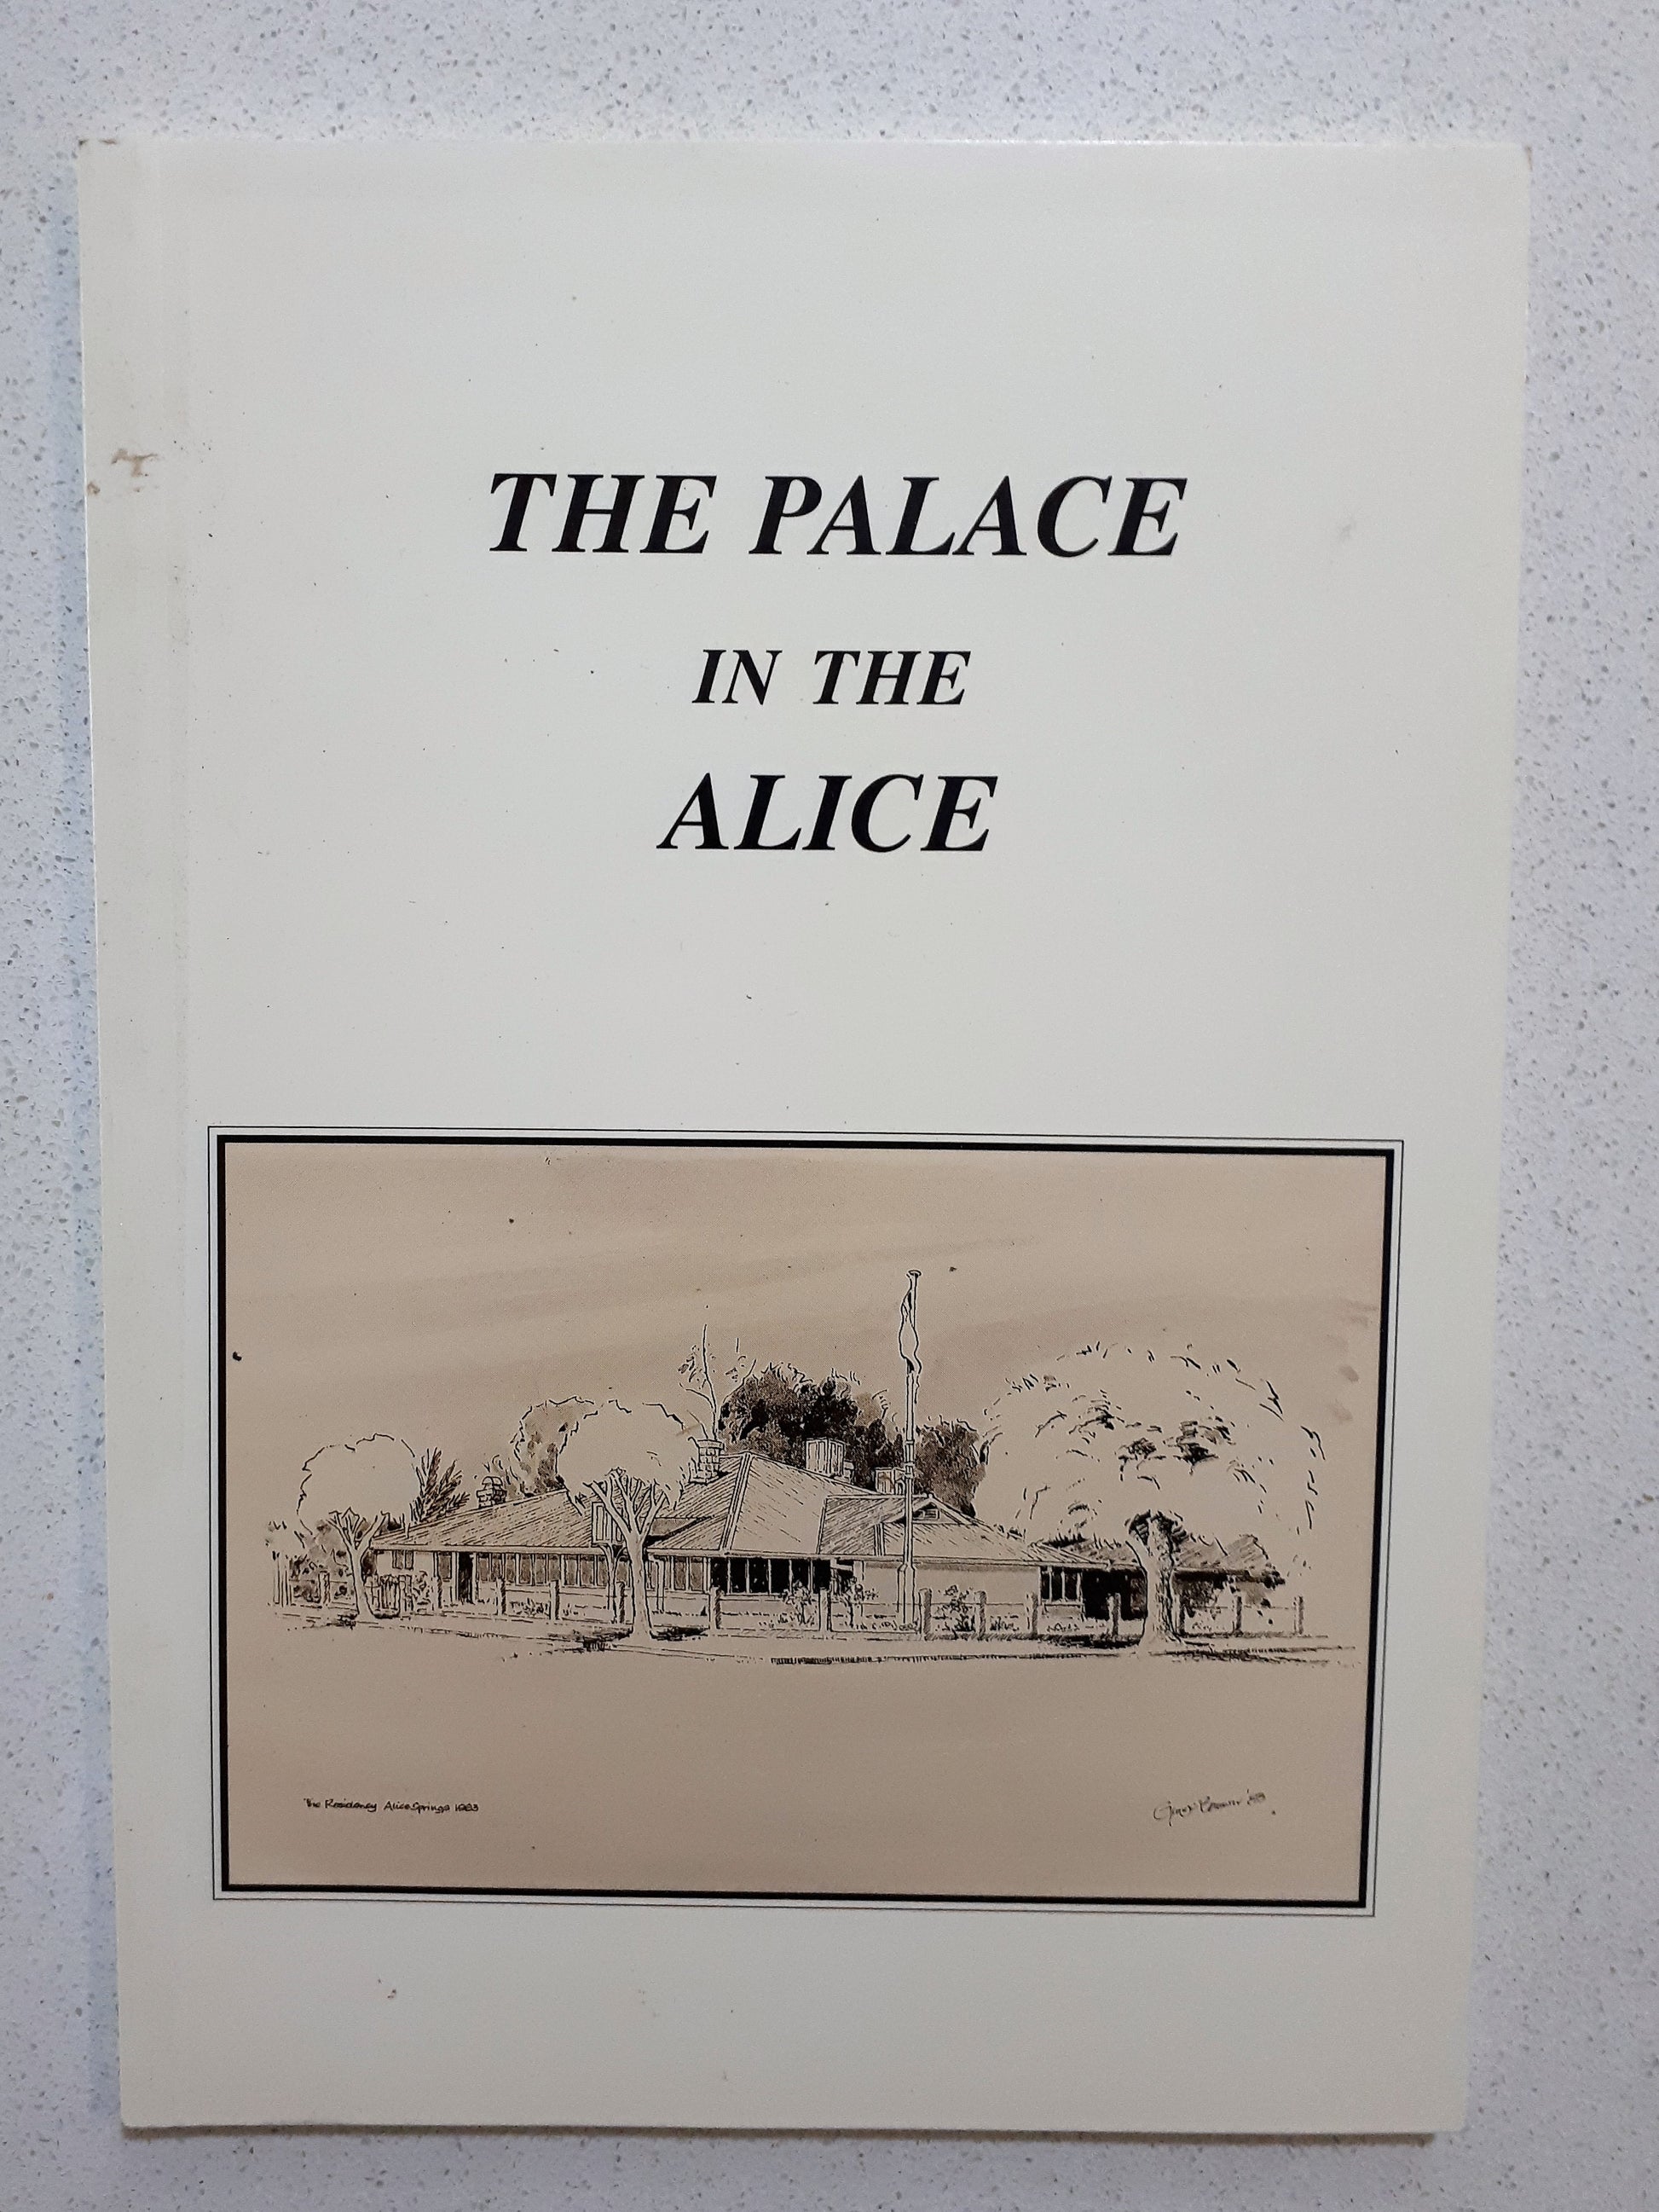 THE PALACE
IN THE
ALICE
The Residency Alice Springs 1983